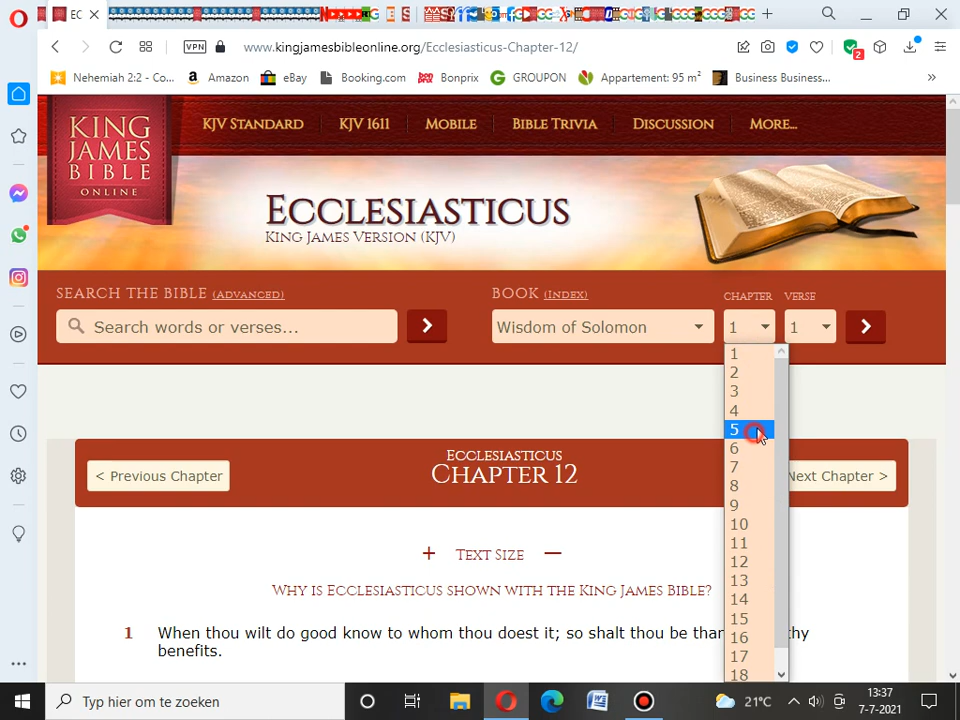 EC
VPN
www.kingjamesbibleonline.org/Ecclesiasticus-Chapter-12/
2
Nehemiah 2:2 - Co...
Amazon
eBay
Booking.com
Bonprix
GROUPON
Appartement: 95 m²
Business Business...
KING
JAMES
BIBLE
ONLINE
KJV STANDARD
KJV 1611
MOBILE
BIBLE TRIVIA
DISCUSSION
MORE...
ECCLESIASTICUS
KING JAMES VERSION (KJV)
SEARCH THE BIBLE (ADVANCED)
Search words or verses...
BOOK (INDEX)
CHAPTER
VERSE
Wisdom of Solomon
1
1
1
2
3
4
5
6
7
8
9
10
11
12
13
14
15
16
17
18
< Previous Chapter
ECCLESIASTICUS
CHAPTER 12
Next Chapter >
+ TEXT SIZE —
WHY IS ECCLESIASTICUS SHOWN WITH THE KING JAMES BIBLE?
1 When thou wilt do good know to whom thou doest it; so shalt thou be thy
benefits.
Typ hier om te zoeken
21°C
13:37
7-7-2021